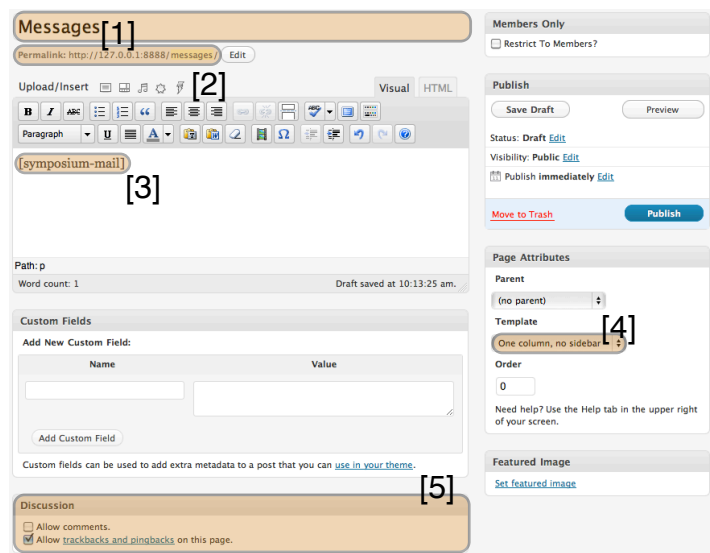 Messages
[1]
Permalink: http://127.0.0.1:8888/messages/ Edit
[2]
Upload/Insert
Visual HTML
B I ABC ABC
Paragraph U A Ω
[symposium-mail]
[3]
Path: p
Word count: 1 Draft saved at 10:13:25 am.
Custom Fields
Add New Custom Field:
Name Value
Add Custom Field
Custom fields can be used to add extra metadata to a post that you can use in your theme.
[5]
Discussion
Allow comments.
Allow trackbacks and pingbacks on this page.
Members Only
Restrict To Members?
Publish
Save Draft Preview
Status: Draft Edit
Visibility: Public Edit
Publish immediately Edit
Move to Trash Publish
Page Attributes
Parent
(no parent)
Template
[4]
One column, no sidebar
Order
0
Need help? Use the Help tab in the upper right
of your screen.
Featured Image
Set featured image